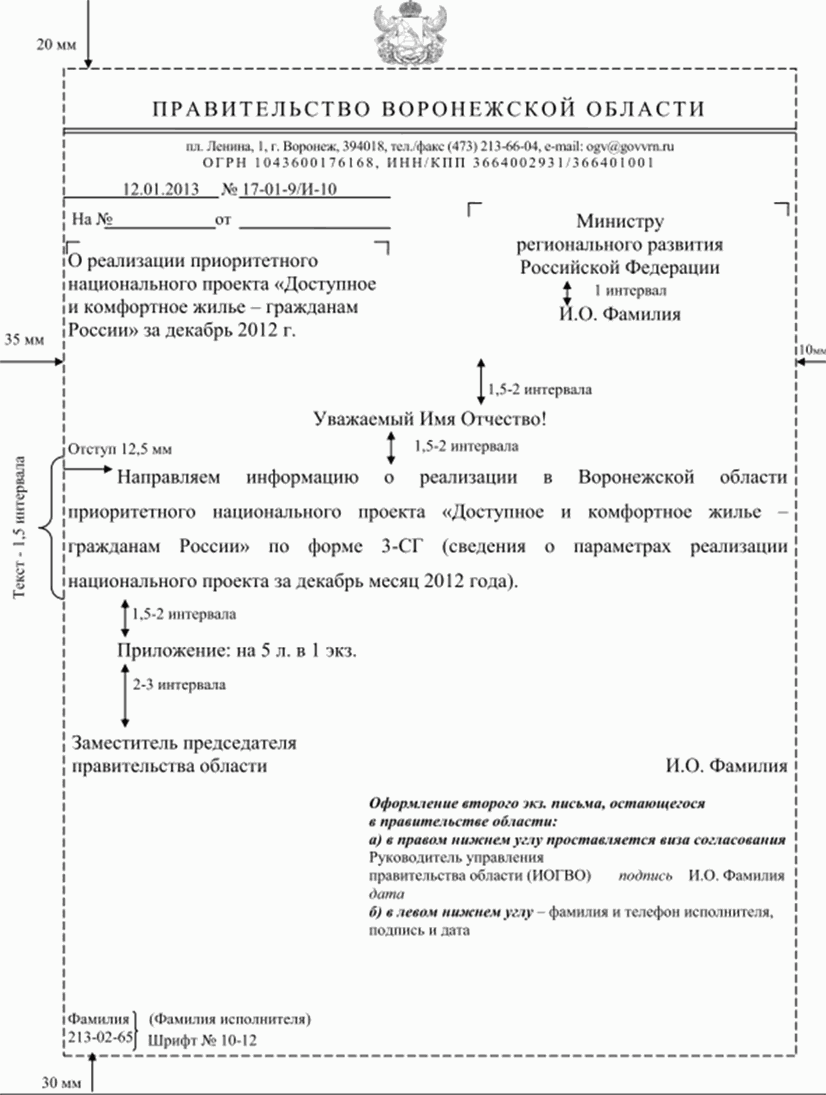 20 мм
ПРАВИТЕЛЬСТВО ВОРОНЕЖСКОЙ ОБЛАСТИ
пл. Ленина, 1, г. Воронеж, 394018, тел./факс (473) 213-66-04, e-mail: ogv@govvrn.ru
ОГРН 1043600176168, ИНН/КПП 3664002931/366401001
12.01.2013 № 17-01-9/И-10
На № от
Министру
регионального развития
Российской Федерации
1 интервал
И.О. Фамилия
О реализации приоритетного
национального проекта «Доступное
и комфортное жилье – гражданам
России» за декабрь 2012 г.
35 мм
10мм
1,5-2 интервала
Уважаемый Имя Отчество!
Отступ 12,5 мм
1,5-2 интервала
Текст - 1,5 интервала
Направляем информацию о реализации в Воронежской области
приоритетного национального проекта «Доступное и комфортное жилье –
гражданам России» по форме 3-СГ (сведения о параметрах реализации
национального проекта за декабрь месяц 2012 года).
1,5-2 интервала
Приложение: на 5 л. в 1 экз.
2-3 интервала
Заместитель председателя
правительства области И.О. Фамилия
Оформление второго экз. письма, остающегося
в правительстве области:
а) в правом нижнем углу проставляется виза согласования
Руководитель управления
правительства области (ИОГВО) подпись И.О. Фамилия
дата
б) в левом нижнем углу – фамилия и телефон исполнителя,
подпись и дата
Фамилия (Фамилия исполнителя)
213-02-65 Шрифт № 10-12
30 мм